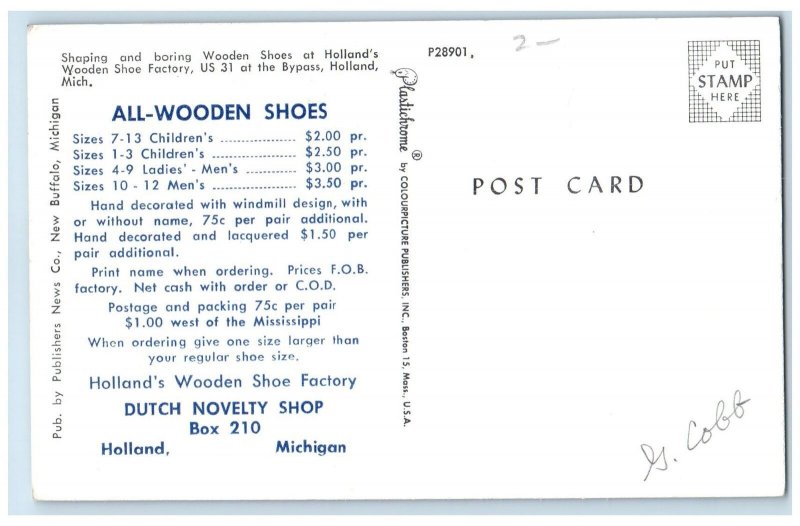 Shaping and boring Wooden Shoes at Holland's
Wooden Shoe Factory, US 31 at the Bypass, Holland,
Mich.
ALL-WOODEN SHOES
Sizes 7-13 Children's ................ $2.00 pr.
Sizes 1-3 Children's ................ $2.50 pr.
Sizes 4-9 Ladies' - Men's ........... $3.00 pr.
Sizes 10 - 12 Men's ................ $3.50 pr.
Hand decorated with windmill design, with
or without name, 75c per pair additional.
Hand decorated and lacquered $1.50 per
pair additional.
Print name when ordering. Prices F.O.B.
factory. Net cash with order or C.O.D.
Postage and packing 75c per pair
$1.00 west of the Mississippi
When ordering give one size larger than
your regular shoe size.
Holland's Wooden Shoe Factory
DUTCH NOVELTY SHOP
Box 210
Holland, Michigan
Pub. by Publishers News Co., New Buffalo, Michigan
Plastichrome ® by COLOURPICTURE PUBLISHERS, INC., Boston 15, Mass., U.S.A.
P28901,
2-
PUT
STAMP
HERE
POST CARD
G. Cobb